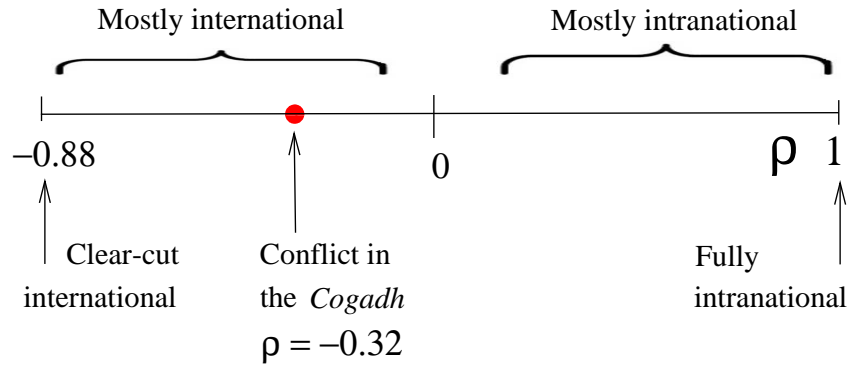 Mostly international
Mostly intranational
−0.88
0
ρ 1
Clear-cut
international
Conflict in
the Cogadh
ρ = −0.32
Fully
intranational